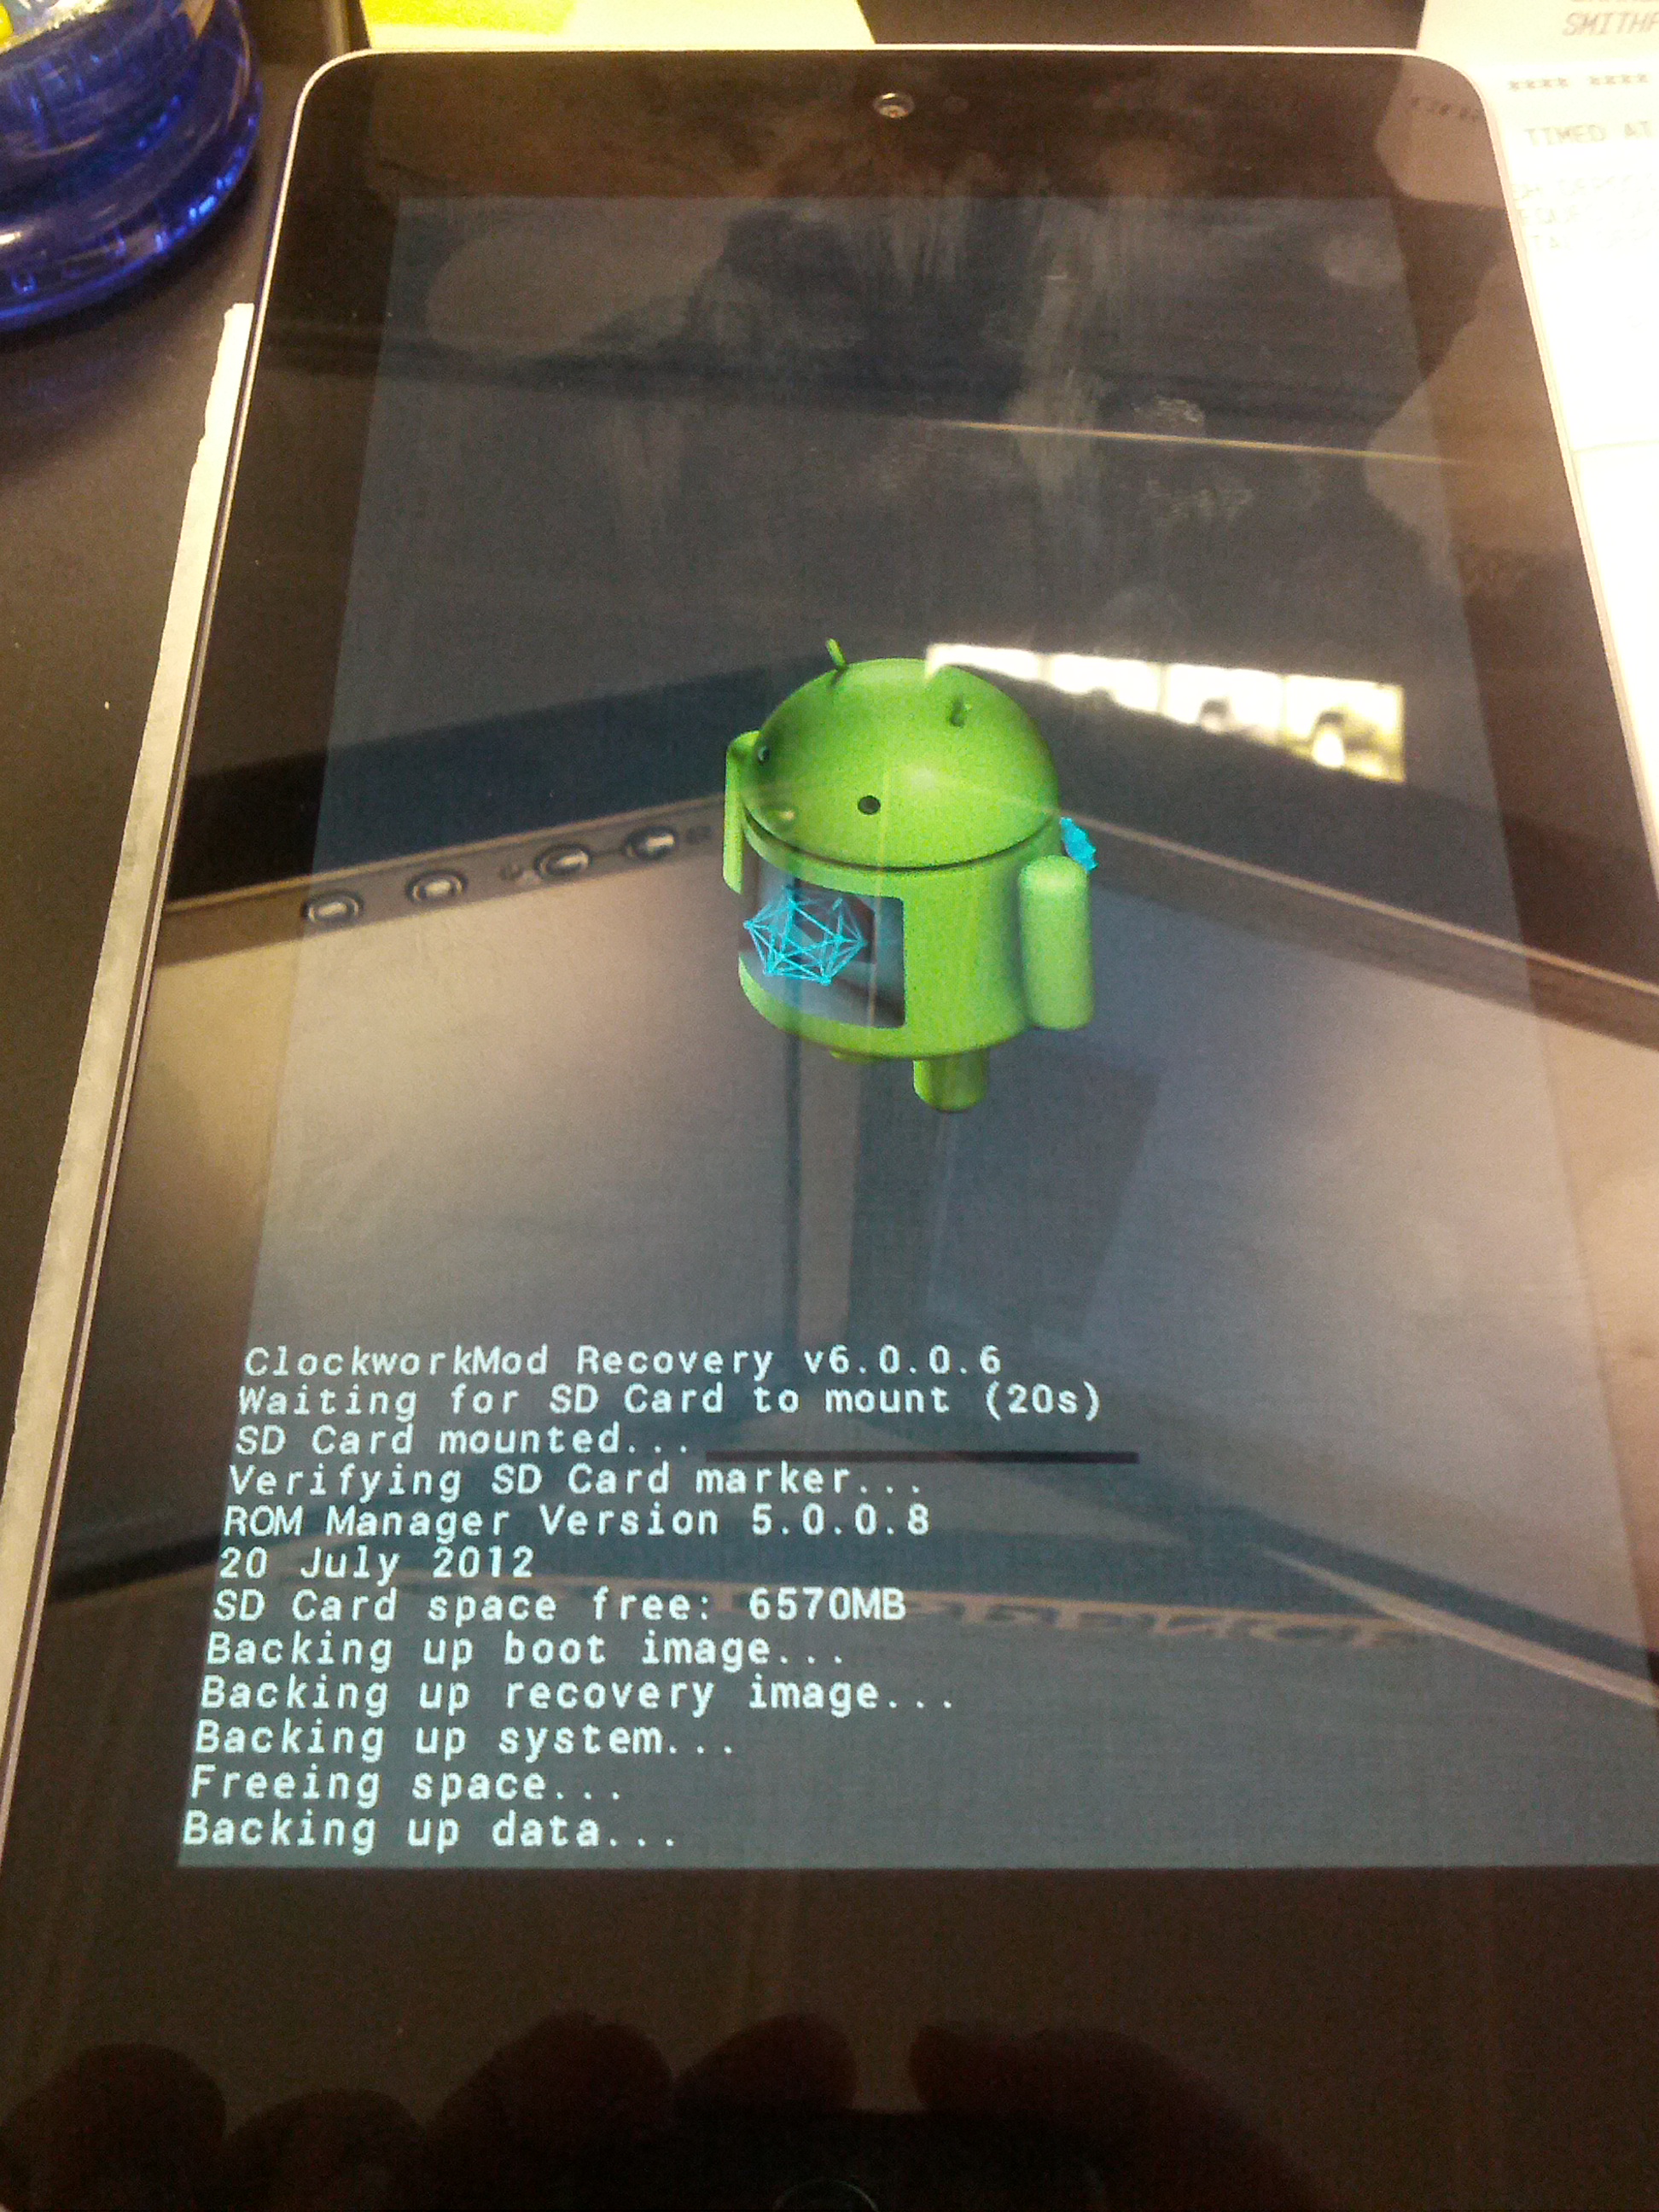 SMITHF
**** ****
TIMED AT
ClockworkMod Recovery v6.0.0.6
Waiting for SD Card to mount (20s)
SD Card mounted...
Verifying SD Card marker...
ROM Manager Version 5.0.0.8
20 July 2012
SD Card space free: 6570MB
Backing up boot image...
Backing up recovery image...
Backing up system...
Freeing space...
Backing up data...